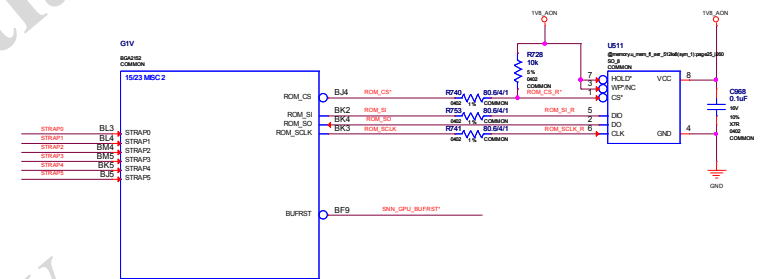 1V8_AON
1V8_AON
G1V
BGA2152
COMMON
15/23 MISC 2
R728
10k
5 %
0402
COMMON
U511
SO_8
COMMON
ROM_CS
BJ4
ROM_CS*
R740
80.6/4/1
ROM_CS_R*
0402
1 %
COMMON
7
HOLD*
VCC
8
3
WP*/NC
1
CS*
C968
0.1uF
16V
10%
X7R
0402
COMMON
ROM_SI
BK2
ROM_SI
R753
80.6/4/1
ROM_SI_R
5
DIO
0402
1 %
COMMON
ROM_SO
BK4
ROM_SO
2
DO
ROM_SCLK
BK3
ROM_SCLK
R741
80.6/4/1
ROM_SCLK_R
6
CLK
GND
4
0402
1 %
COMMON
GND
STRAP0
BL3
STRAP0
STRAP1
BL4
STRAP1
STRAP2
BM4
STRAP2
STRAP3
BM5
STRAP3
STRAP4
BK5
STRAP4
STRAP5
BJ5
STRAP5
BUFRST
BF9
SNN_GPU_BUFRST*